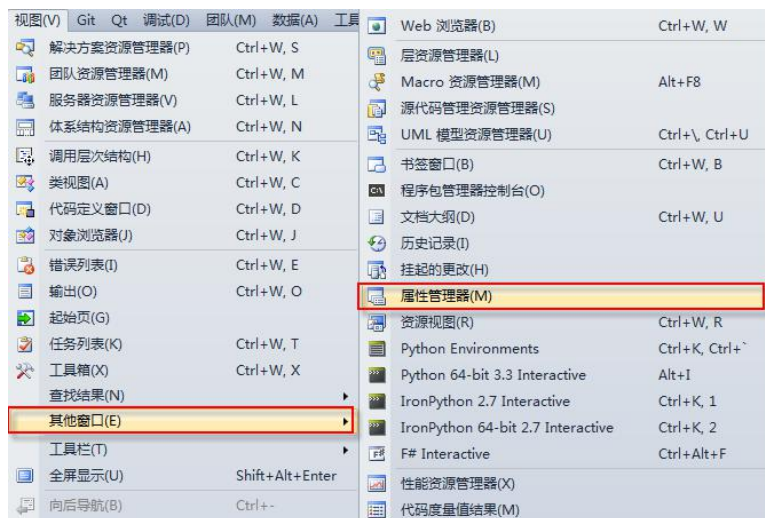 视图(V) Git Qt 调试(D) 团队(M) 数据(A) 工具
解决方案资源管理器(P) Ctrl+W, S
团队资源管理器(M) Ctrl+W, M
服务器资源管理器(V) Ctrl+W, L
体系结构资源管理器(A) Ctrl+W, N
调用层次结构(H) Ctrl+W, K
类视图(A) Ctrl+W, C
代码定义窗口(D) Ctrl+W, D
对象浏览器(J) Ctrl+W, J
错误列表(I) Ctrl+W, E
输出(O) Ctrl+W, O
起始页(G)
任务列表(K) Ctrl+W, T
工具箱(X) Ctrl+W, X
查找结果(N)
其他窗口(E)
工具栏(T)
全屏显示(U) Shift+Alt+Enter
向后导航(B) Ctrl+-
Web 浏览器(B) Ctrl+W, W
层资源管理器(L)
Macro 资源管理器(M) Alt+F8
源代码管理资源管理器(S)
UML 模型资源管理器(U) Ctrl+\, Ctrl+U
书签窗口(B) Ctrl+W, B
程序包管理器控制台(O)
文档大纲(D) Ctrl+W, U
历史记录(I)
挂起的更改(H)
属性管理器(M)
资源视图(R) Ctrl+W, R
Python Environments Ctrl+K, Ctrl+`
Python 64-bit 3.3 Interactive Alt+I
IronPython 2.7 Interactive Ctrl+K, 1
IronPython 64-bit 2.7 Interactive Ctrl+K, 2
F# Interactive Ctrl+Alt+F
性能资源管理器(X)
代码度量值结果(M)